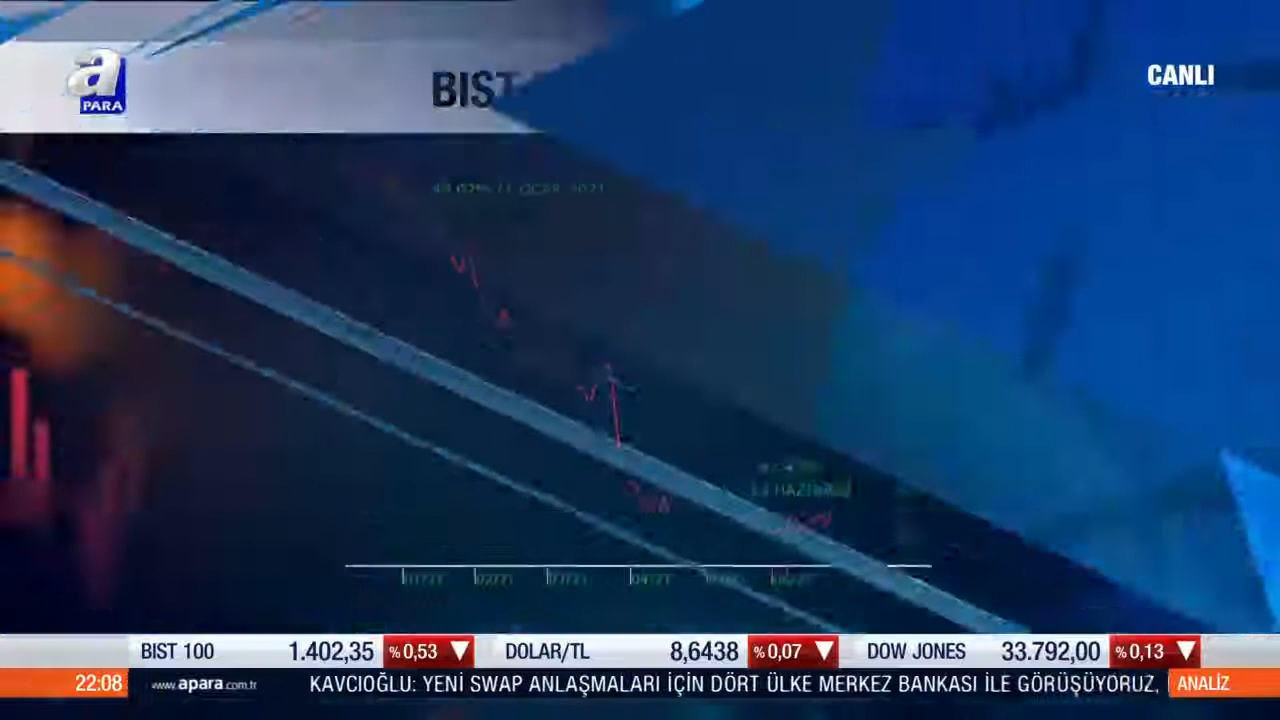 a
PARA
BIST
CANLI
BIST 100 1.402,35 %0,53 DOLAR/TL 8,6438 %0,07 DOW JONES 33.792,00 %0,13
22:08 www.apara.com.tr KAVCIOĞLU: YENİ SWAP ANLAŞMALARI İÇİN DÖRT ÜLKE MERKEZ BANKASI İLE GÖRÜŞÜYORUZ, ANALİZ